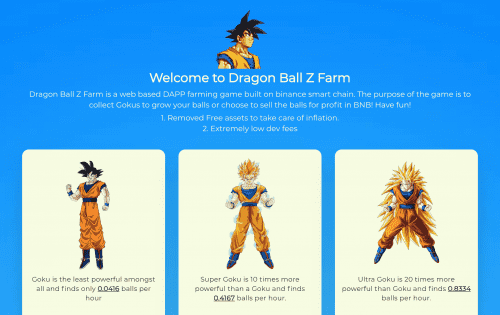 Welcome to Dragon Ball Z Farm
Dragon Ball Z Farm is a web based DAPP farming game built on binance smart chain. The purpose of the game is to
collect Gokus to grow your balls or choose to sell the balls for profit in BNB! Have fun!
1. Removed Free assets to take care of inflation.
2. Extremely low dev fees
Goku is the least powerful amongst
all and finds only 0.0416 balls per
hour
Super Goku is 10 times more
powerful than a Goku and finds
0.4167 balls per hour.
Ultra Goku is 20 times more
powerful than Goku and finds 0.8334
balls per hour.